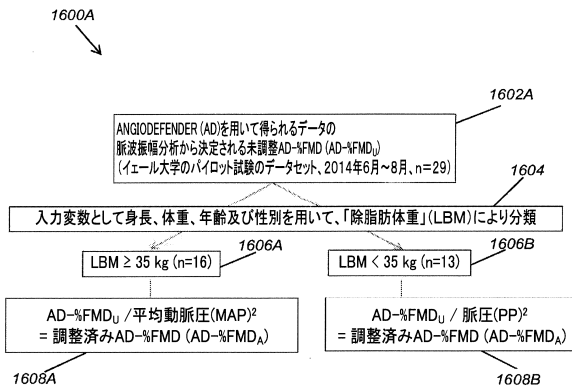 1600A
1602A
ANGIODEFENDER (AD)を用いて得られるデータの
脈波振幅分析から決定される未調整AD-%FMD (AD-%FMDU)
(イェール大学のパイロット試験のデータセット、2014年6月~8月、n=29)
1604
入力変数として身長、体重、年齢及び性別を用いて、「除脂肪体重」(LBM)により分類
1606A
1606B
LBM ≥ 35 kg (n=16)
LBM < 35 kg (n=13)
AD-%FMDU /平均動脈圧(MAP)²
= 調整済みAD-%FMD (AD-%FMDA)
AD-%FMDU / 脈圧(PP)²
= 調整済みAD-%FMD (AD-%FMDA)
1608A
1608B